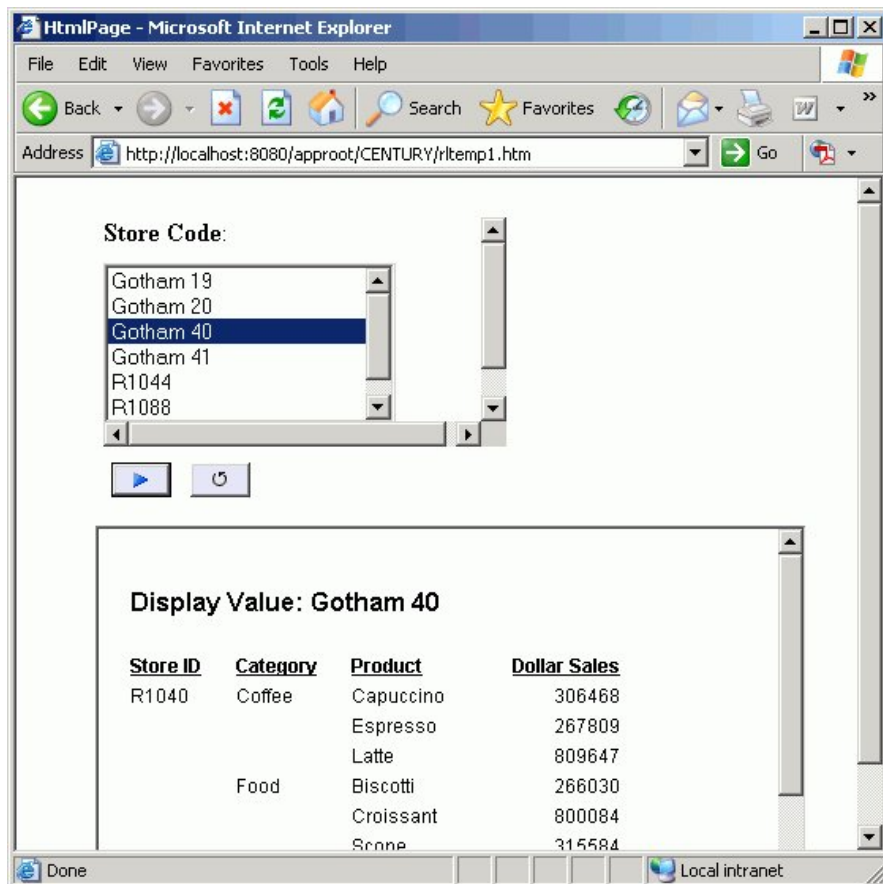 HtmlPage - Microsoft Internet Explorer
File Edit View Favorites Tools Help
Back Search Favorites W »
Address http://localhost:8080/approot/CENTURY/rltemp1.htm Go
Store Code:
Gotham 19
Gotham 20
Gotham 40
Gotham 41
R1044
R1088
Display Value: Gotham 40
Store ID Category Product Dollar Sales
R1040 Coffee Capuccino 306468
Espresso 267809
Latte 809647
Food Biscotti 266030
Croissant 800084
Scone 315584
Done Local intranet